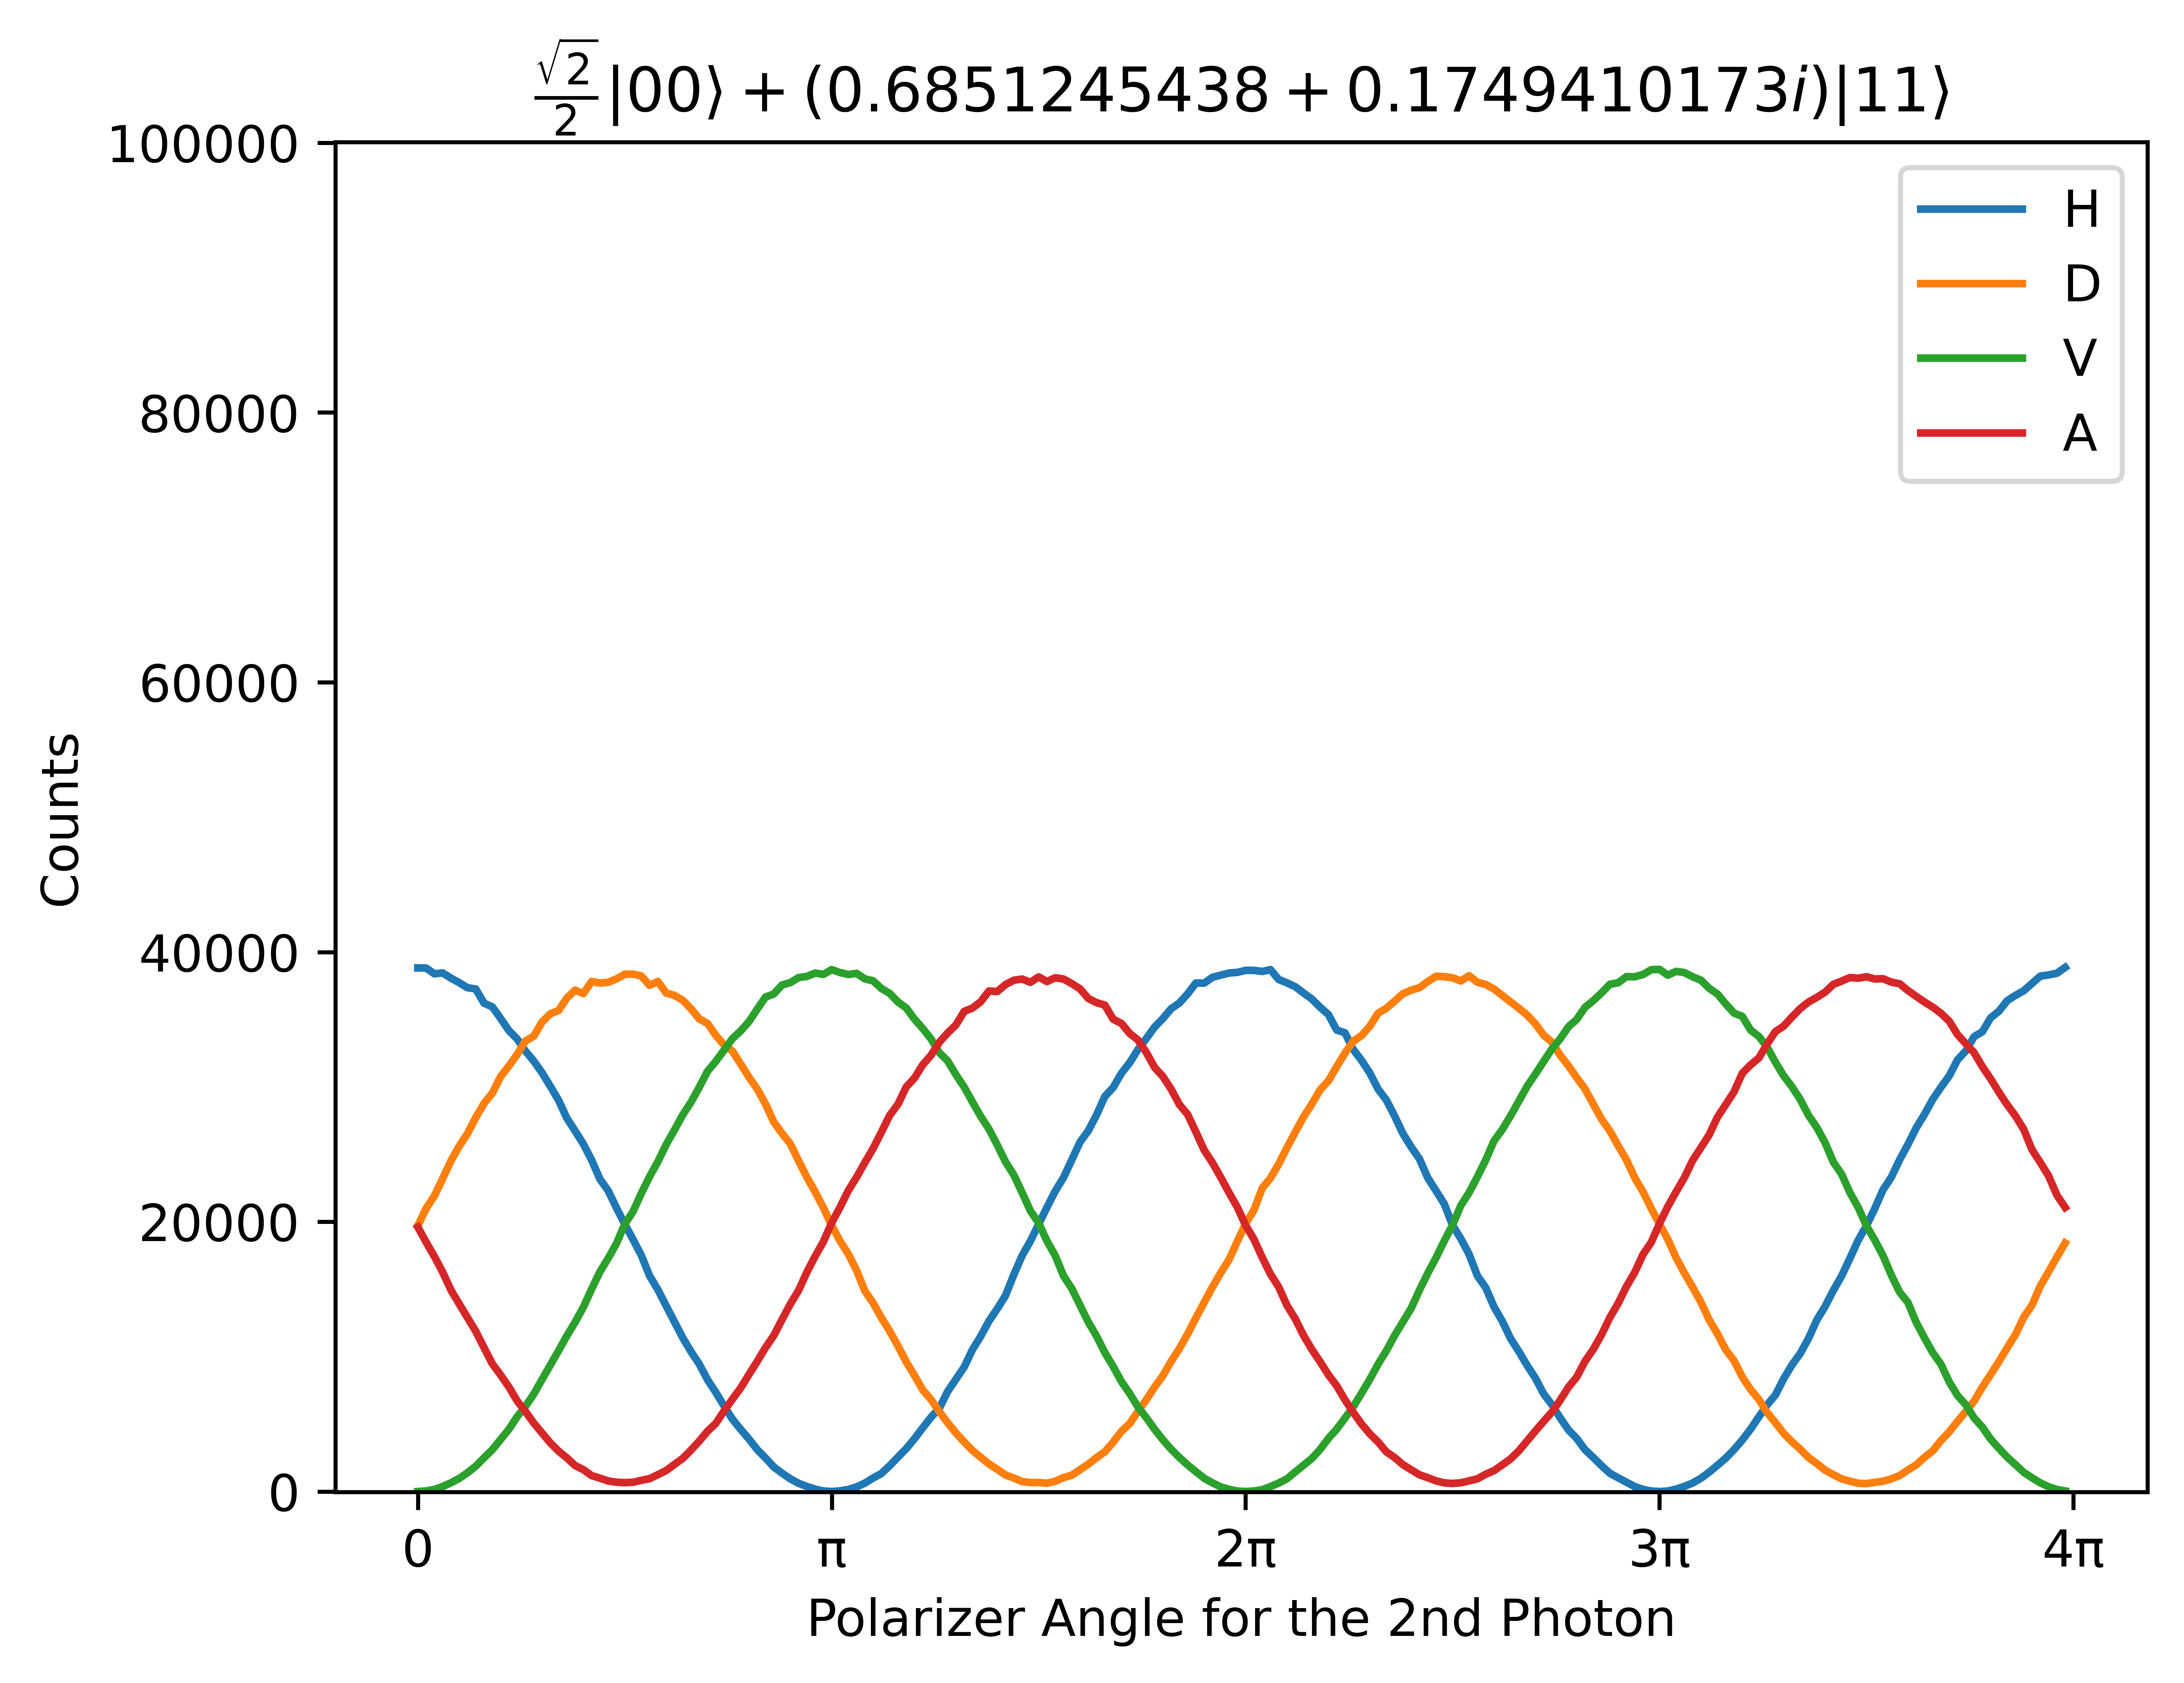 √2/2|00⟩ + (0.6851245438 + 0.1749410173i)|11⟩
100000
80000
60000
40000
20000
0
Counts
H
D
V
A
0 π 2π 3π 4π
Polarizer Angle for the 2nd Photon